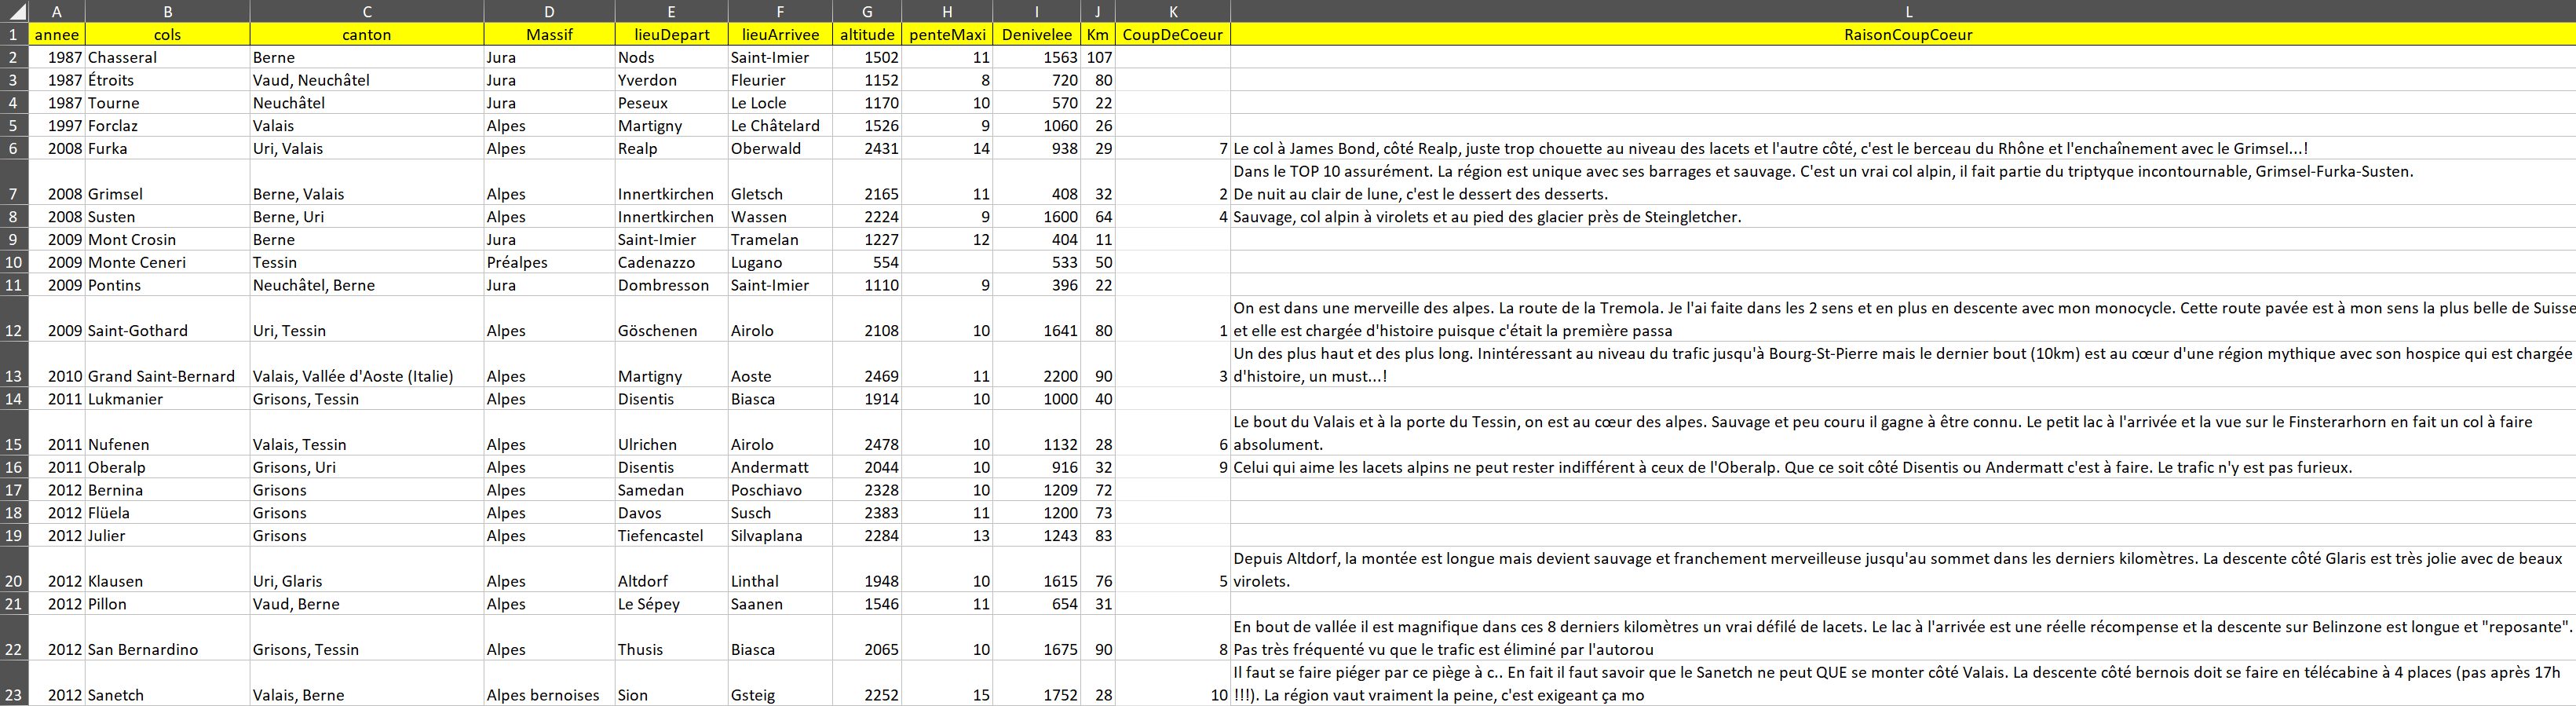 A B C D E F G H I J K L
1 annee cols canton Massif lieuDepart lieuArrivee altitude penteMaxi Denivelee Km CoupDeCoeur RaisonCoupCoeur
2 1987 Chasseral Berne Jura Nods Saint-Imier 1502 11 1563 107
3 1987 Étroits Vaud, Neuchâtel Jura Yverdon Fleurier 1152 8 720 80
4 1987 Tourne Neuchâtel Jura Peseux Le Locle 1170 10 570 22
5 1997 Forclaz Valais Alpes Martigny Le Châtelard 1526 9 1060 26
6 2008 Furka Uri, Valais Alpes Realp Oberwald 2431 14 938 29 7 Le col à James Bond, côté Realp, juste trop chouette au niveau des lacets et l'autre côté, c'est le berceau du Rhône et l'enchaînement avec le Grimsel...!
Dans le TOP 10 assurément. La région est unique avec ses barrages et sauvage. C'est un vrai col alpin, il fait partie du triptyque incontournable, Grimsel-Furka-Susten.
7 2008 Grimsel Berne, Valais Alpes Innertkirchen Gletsch 2165 11 408 32 2 De nuit au clair de lune, c'est le dessert des desserts.
8 2008 Susten Berne, Uri Alpes Innertkirchen Wassen 2224 9 1600 64 4 Sauvage, col alpin à virolets et au pied des glacier près de Steingletcher.
9 2009 Mont Crosin Berne Jura Saint-Imier Tramelan 1227 12 404 11
10 2009 Monte Ceneri Tessin Préalpes Cadenazzo Lugano 554 533 50
11 2009 Pontins Neuchâtel, Berne Jura Dombresson Saint-Imier 1110 9 396 22
On est dans une merveille des alpes. La route de la Tremola. Je l'ai faite dans les 2 sens et en plus en descente avec mon monocycle. Cette route pavée est à mon sens la plus belle de Suisse
12 2009 Saint-Gothard Uri, Tessin Alpes Göschenen Airolo 2108 10 1641 80 1 et elle est chargée d'histoire puisque c'était la première passa
Un des plus haut et des plus long. Inintéressant au niveau du trafic jusqu'à Bourg-St-Pierre mais le dernier bout (10km) est au cœur d'une région mythique avec son hospice qui est chargée
13 2010 Grand Saint-Bernard Valais, Vallée d'Aoste (Italie) Alpes Martigny Aoste 2469 11 2200 90 3 d'histoire, un must...!
14 2011 Lukmanier Grisons, Tessin Alpes Disentis Biasca 1914 10 1000 40
Le bout du Valais et à la porte du Tessin, on est au cœur des alpes. Sauvage et peu couru il gagne à être connu. Le petit lac à l'arrivée et la vue sur le Finsterarhorn en fait un col à faire
15 2011 Nufenen Valais, Tessin Alpes Ulrichen Airolo 2478 10 1132 28 6 absolument.
16 2011 Oberalp Grisons, Uri Alpes Disentis Andermatt 2044 10 916 32 9 Celui qui aime les lacets alpins ne peut rester indifférent à ceux de l'Oberalp. Que ce soit côté Disentis ou Andermatt c'est à faire. Le trafic n'y est pas furieux.
17 2012 Bernina Grisons Alpes Samedan Poschiavo 2328 10 1209 72
18 2012 Flüela Grisons Alpes Davos Susch 2383 11 1200 73
19 2012 Julier Grisons Alpes Tiefencastel Silvaplana 2284 13 1243 83
Depuis Altdorf, la montée est longue mais devient sauvage et franchement merveilleuse jusqu'au sommet dans les derniers kilomètres. La descente côté Glaris est très jolie avec de beaux
20 2012 Klausen Uri, Glaris Alpes Altdorf Linthal 1948 10 1615 76 5 virolets.
21 2012 Pillon Vaud, Berne Alpes Le Sépey Saanen 1546 11 654 31
En bout de vallée il est magnifique dans ces 8 derniers kilomètres un vrai défilé de lacets. Le lac à l'arrivée est une réelle récompense et la descente sur Belinzone est longue et "reposante".
22 2012 San Bernardino Grisons, Tessin Alpes Thusis Biasca 2065 10 1675 90 8 Pas très fréquenté vu que le trafic est éliminé par l'autorou
Il faut se faire piéger par ce piège à c.. En fait il faut savoir que le Sanetch ne peut QUE se monter côté Valais. La descente côté bernois doit se faire en télécabine à 4 places (pas après 17h
23 2012 Sanetch Valais, Berne Alpes bernoises Sion Gsteig 2252 15 1752 28 10 !!!). La région vaut vraiment la peine, c'est exigeant ça mo